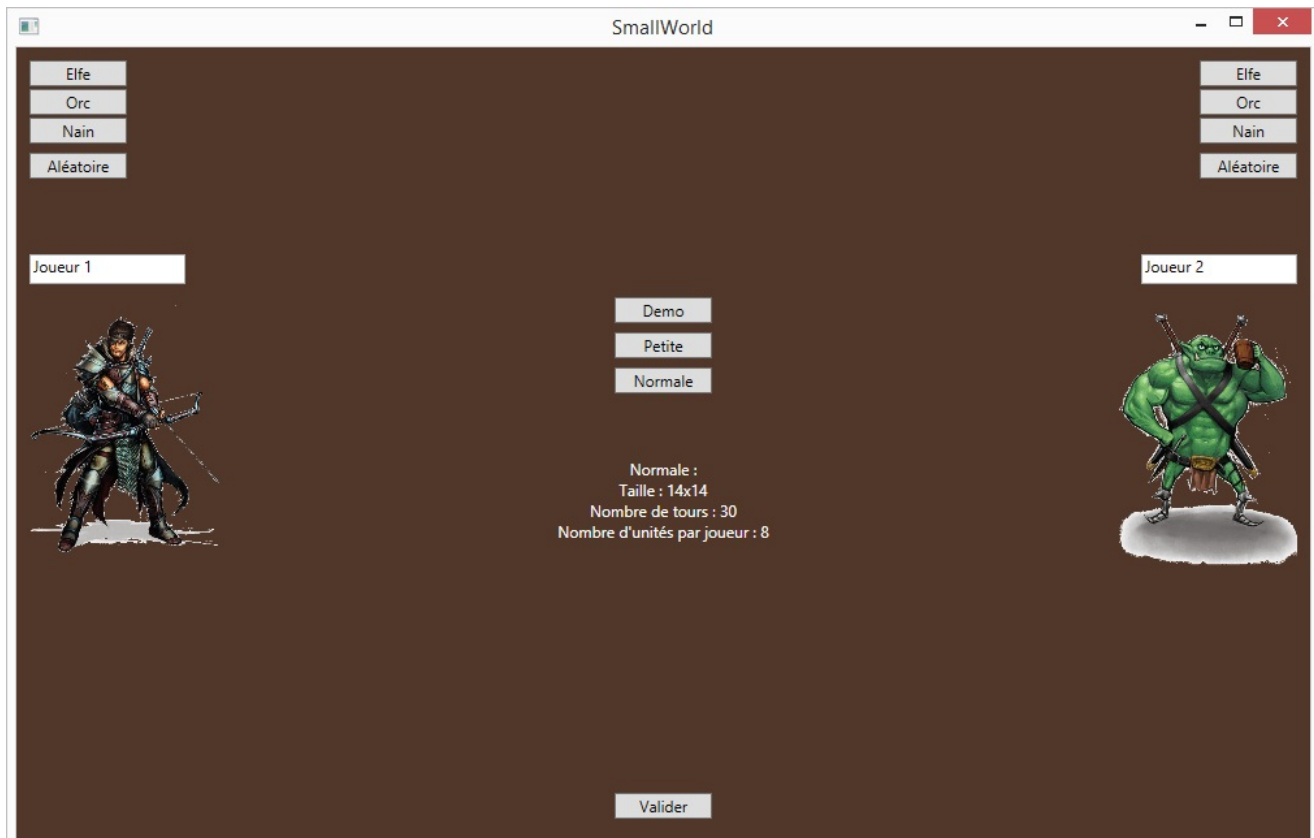 SmallWorld
Elfe
Orc
Nain
Aléatoire
Elfe
Orc
Nain
Aléatoire
Joueur 1
Joueur 2
Demo
Petite
Normale
Normale :
Taille : 14x14
Nombre de tours : 30
Nombre d'unités par joueur : 8
Valider